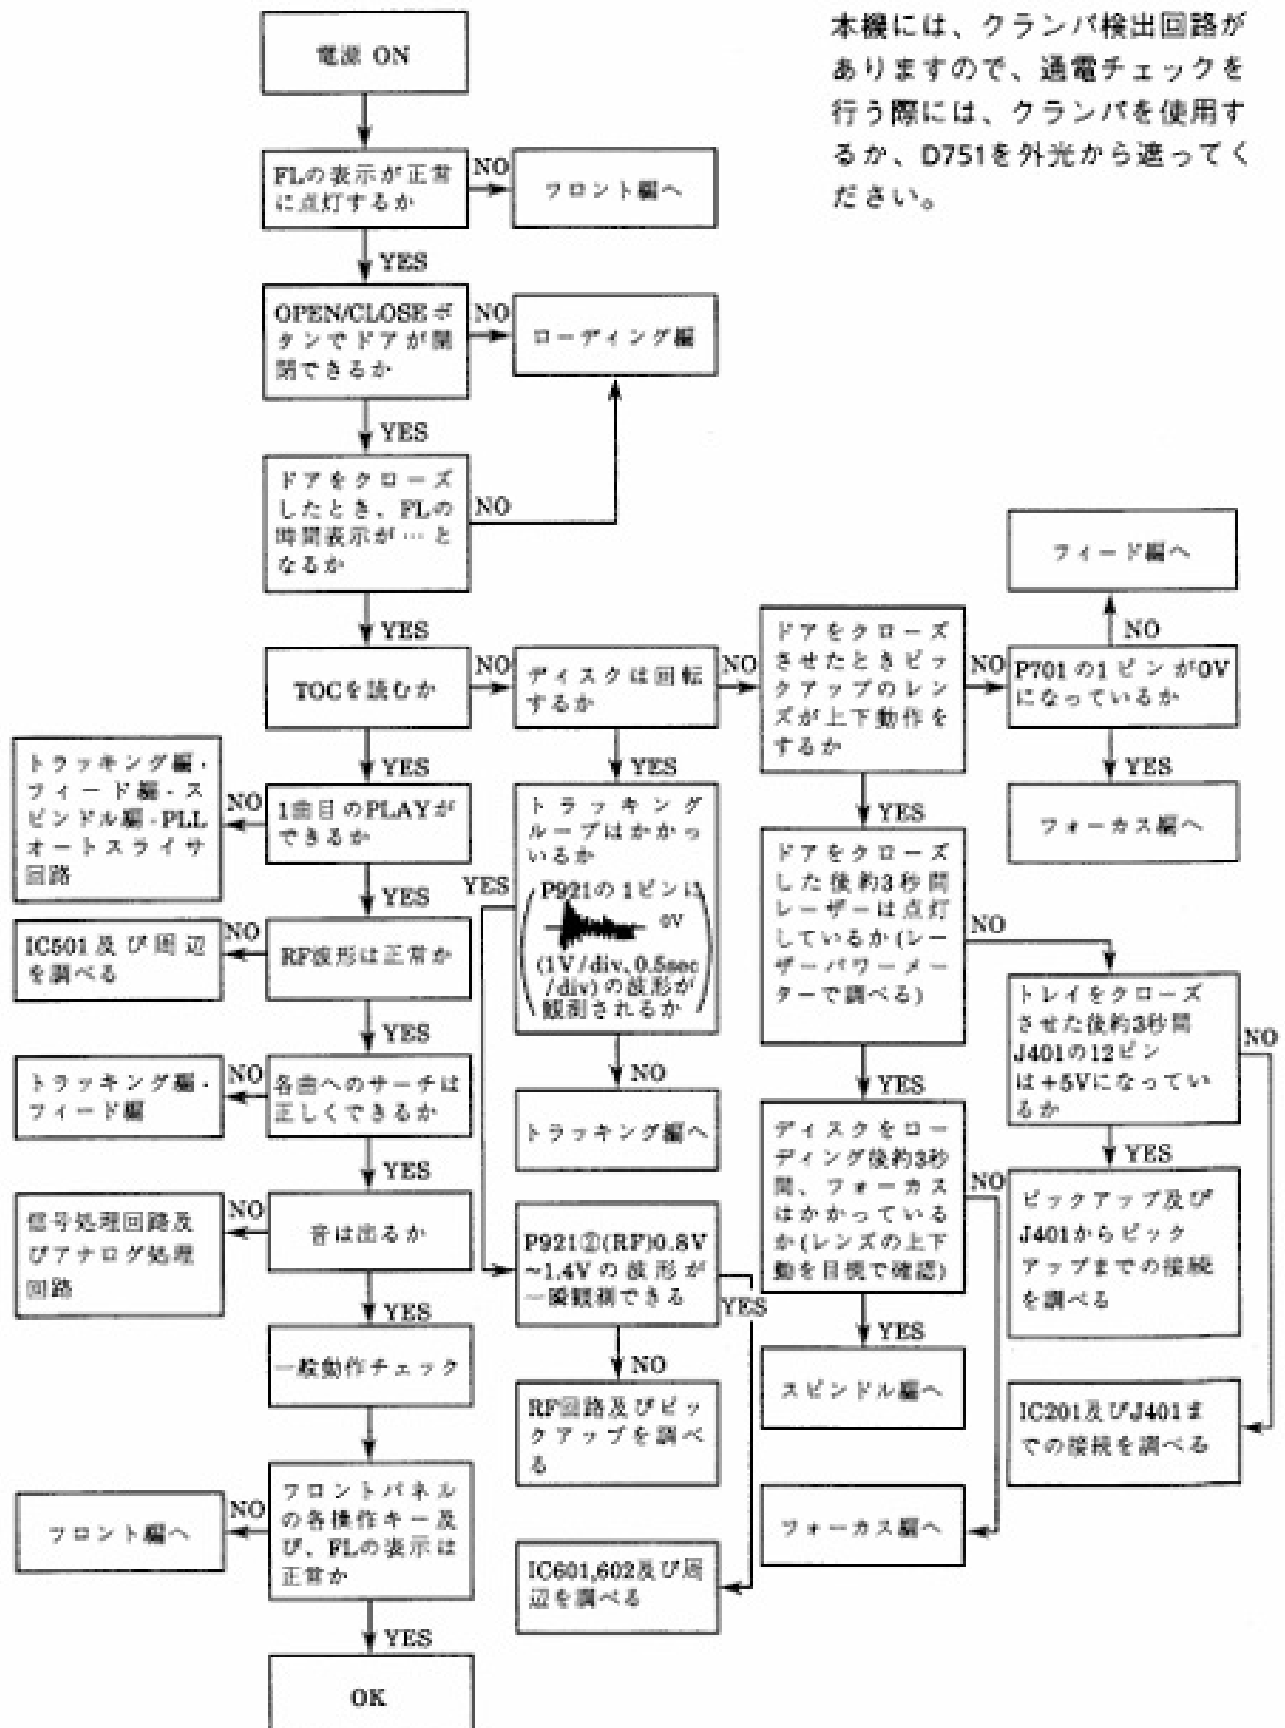 本機には、クランパ検出回路が
ありますので、通電チェックを
行う際には、クランパを使用す
るか、D751を外光から遮ってく
ださい。
電源 ON
FLの表示が正常
に点灯するか
NO
フロント編へ
YES
OPEN/CLOSEボ
タンでドアが開
閉できるか
NO
ローディング編
YES
ドアをクローズ
したとき、FLの
時間表示が…と
なるか
NO
YES
TOCを読むか
NO
ディスクは回転
するか
NO
ドアをクローズ
させたときピッ
クアップのレン
ズが上下動作を
するか
NO
P701の1ピンが0V
になっているか
NO
フィード編へ
YES
フォーカス編へ
YES
1曲目のPLAYが
できるか
NO
トラッキング編・
フィード編・ス
ピンドル編・PLL
オートスライサ
回路
YES
トラッキング
ループはかかっ
いるか
P921の1ピンに
0V
(1V/div, 0.5sec
/div)の波形が
観測されるか
YES
NO
トラッキング編へ
YES
ドアをクローズ
した後約3秒間
レーザーは点灯
しているか(レー
ザーパワーメー
ターで調べる)
NO
トレイをクローズ
させた後約3秒間
J401の12ピン
は+5Vになってい
るか
NO
YES
ピックアップ及び
J401からピック
アップまでの接続
を調べる
IC201及びJ401ま
での接続を調べる
YES
RF波形は正常か
NO
IC501及び周辺
を調べる
YES
各曲へのサーチは
正しくできるか
NO
トラッキング編・
フィード編
YES
ディスクをロー
ディング後約3秒
間、フォーカス
はかかっている
か(レンズの上下
動を目視で確認)
NO
YES
スピンドル編へ
フォーカス編へ
YES
音は出るか
NO
信号処理回路及
びアナログ処理
回路
P921②(RF)0.8V
~1.4Vの波形が
一瞬観測できる
YES
NO
RF回路及びピッ
クアップを調べ
る
IC601,602及び周
辺を調べる
YES
一般動作チェック
フロントパネル
の各操作キー及
び、FLの表示は
正常か
NO
フロント編へ
YES
OK